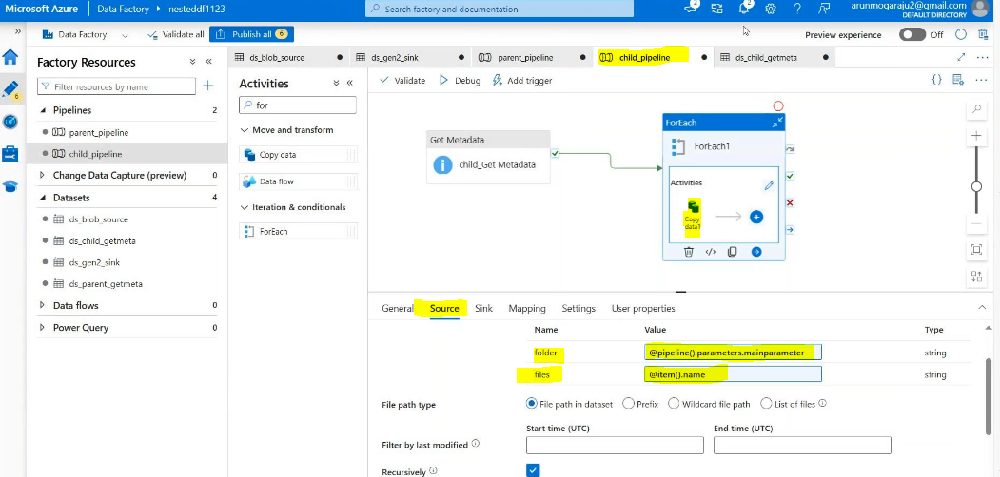 Microsoft Azure | Data Factory ▸ nesteddf1123
Search factory and documentation
2
2
arunmogaraju2@gmail.com
DEFAULT DIRECTORY
Data Factory
Validate all
Publish all 6
Preview experience Off
Factory Resources
Filter resources by name
Pipelines 2
parent_pipeline
child_pipeline
Change Data Capture (preview) 0
Datasets 4
ds_blob_source
ds_child_getmeta
ds_gen2_sink
ds_parent_getmeta
Data flows 0
Power Query 0
6
ds_blob_source
ds_gen2_sink
parent_pipeline
child_pipeline
ds_child_getmeta
Activities
for
Move and transform
Copy data
Data flow
Iteration & conditionals
ForEach
Validate
Debug
Add trigger
Get Metadata
child_Get Metadata
ForEach
ForEach1
Activities
Copy
data1
General Source Sink Mapping Settings User properties
Name Value Type
folder @pipeline().parameters.mainparameter string
files @item().name string
File path type File path in dataset Prefix Wildcard file path List of files
Start time (UTC) End time (UTC)
Filter by last modified
Recursively